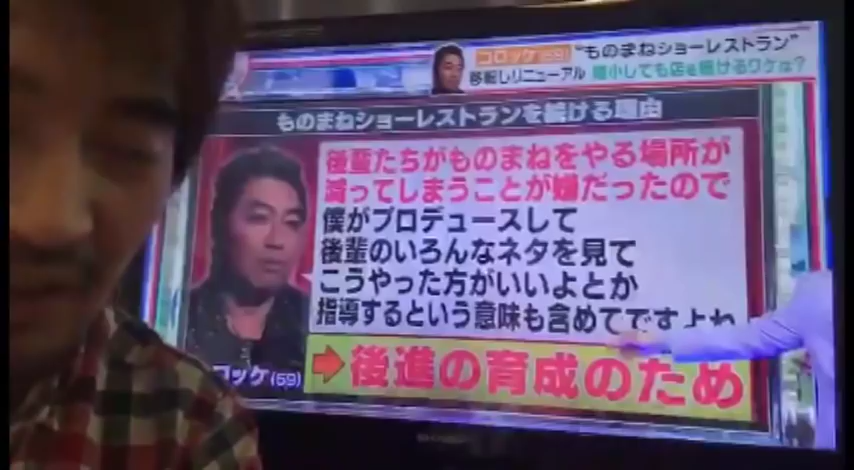 コロッケ(59) "ものまねショーレストラン"
移転しリニューアル 縮小しても店を続けるワケは?
ものまねショーレストランを続ける理由
後輩たちがものまねをやる場所が
減ってしまうことが嫌だったので
僕がプロデュースして
後輩のいろんなネタを見て
こうやった方がいいよとか
指導するという意味も含めてですよね
コロッケ(59)
➡後進の育成のため